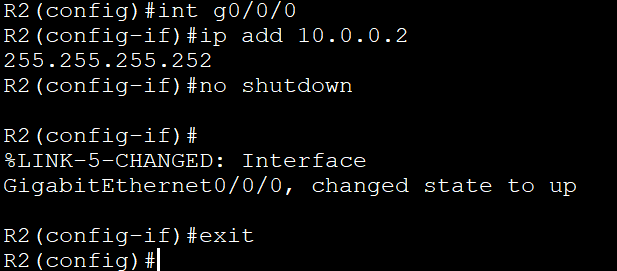 R2(config)#int g0/0/0
R2(config-if)#ip add 10.0.0.2
255.255.255.252
R2(config-if)#no shutdown
R2(config-if)#
%LINK-5-CHANGED: Interface
GigabitEthernet0/0/0, changed state to up
R2(config-if)#exit
R2(config)#